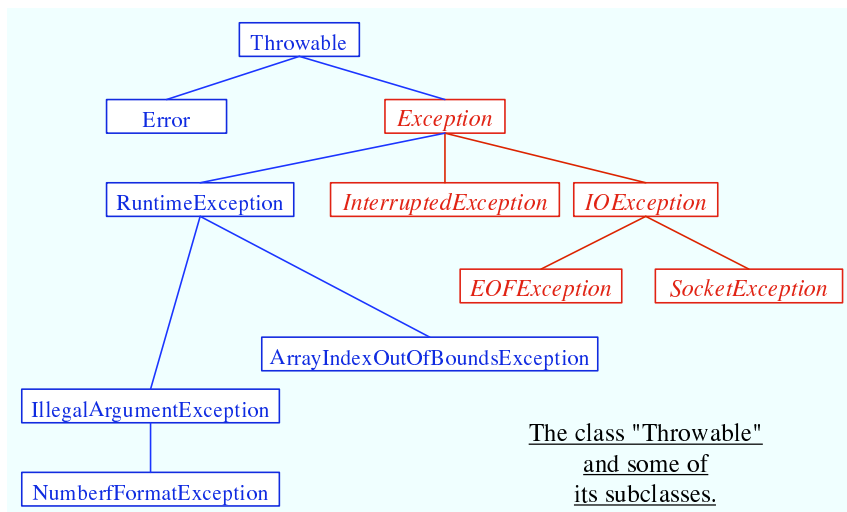 Throwable
Error
Exception
RuntimeException
InterruptedException
IOException
EOFException
SocketException
ArrayIndexOutOfBoundsException
IllegalArgumentException
The class "Throwable"
and some of
its subclasses.
NumberfFormatException